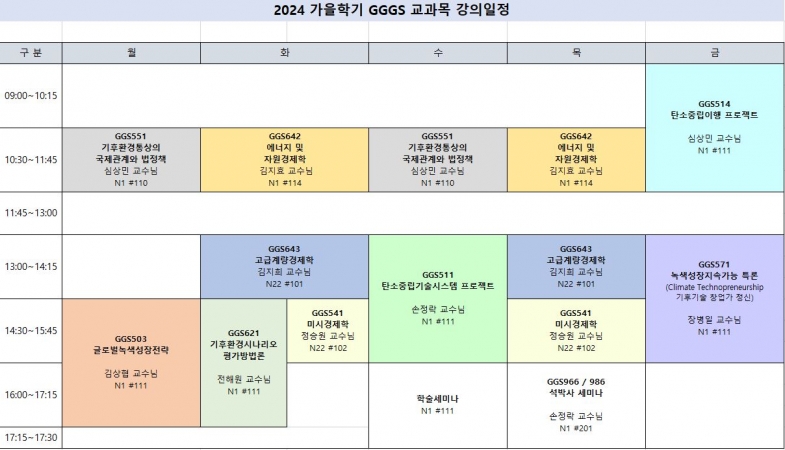 2024 가을학기 GGGS 교과목 강의일정
구 분 월 화 수 목 금
09:00~10:15
GGS514
탄소중립이행 프로젝트
심상민 교수님
N1 #111
10:30~11:45
GGS551
기후환경통상의
국제관계와 법정책
심상민 교수님
N1 #110
GGS642
에너지 및
자원경제학
김지효 교수님
N1 #114
GGS551
기후환경통상의
국제관계와 법정책
심상민 교수님
N1 #110
GGS642
에너지 및
자원경제학
김지효 교수님
N1 #114
11:45~13:00
13:00~14:15
GGS643
고급계량경제학
김지희 교수님
N22 #101
GGS511
탄소중립기술시스템 프로젝트
손정락 교수님
N1 #111
GGS643
고급계량경제학
김지희 교수님
N22 #101
GGS571
녹색성장지속가능 특론
(Climate Technopreneurship
기후기술 창업가 정신)
장병일 교수님
N1 #111
14:30~15:45
GGS503
글로벌녹색성장전략
김상협 교수님
N1 #111
GGS621
기후환경시나리오
평가방법론
전해원 교수님
N1 #111
GGS541
미시경제학
정승원 교수님
N22 #102
GGS541
미시경제학
정승원 교수님
N22 #102
16:00~17:15
학술세미나
N1 #111
GGS966 / 986
석박사 세미나
손정락 교수님
N1 #201
17:15~17:30